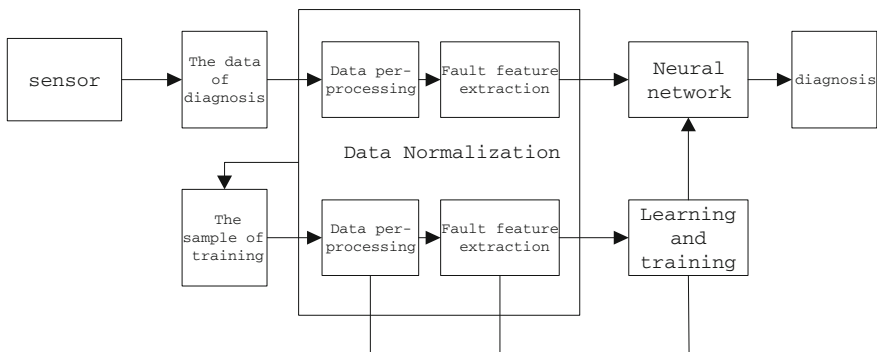 sensor
The data
of
diagnosis
Data per-
processing
Fault feature
extraction
Neural
network
diagnosis
Data Normalization
The
sample of
training
Data per-
processing
Fault feature
extraction
Learning
and
training